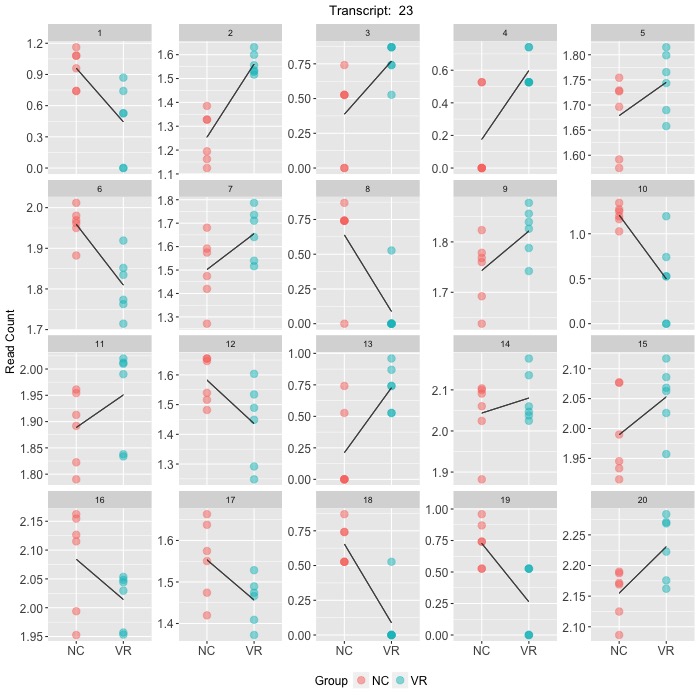 Transcript: 23
1 2 3 4 5
1.2 0.9 0.6 0.3 0.0
1.6 1.5 1.4 1.3 1.2 1.1
0.75 0.50 0.25 0.00
0.6 0.4 0.2 0.0
1.80 1.75 1.70 1.65 1.60
6 7 8 9 10
2.0 1.9 1.8 1.7
1.8 1.7 1.6 1.5 1.4 1.3
0.75 0.50 0.25 0.00
1.8 1.7
1.0 0.5 0.0
Read Count
11 12 13 14 15
2.00 1.95 1.90 1.85 1.80
1.6 1.5 1.4 1.3
1.00 0.75 0.50 0.25 0.00
2.1 2.0 1.9
2.10 2.05 2.00 1.95
16 17 18 19 20
2.15 2.10 2.05 2.00 1.95
1.6 1.5 1.4
0.75 0.50 0.25 0.00
1.00 0.75 0.50 0.25 0.00
2.25 2.20 2.15 2.10
NC VR NC VR NC VR NC VR NC VR
Group NC VR